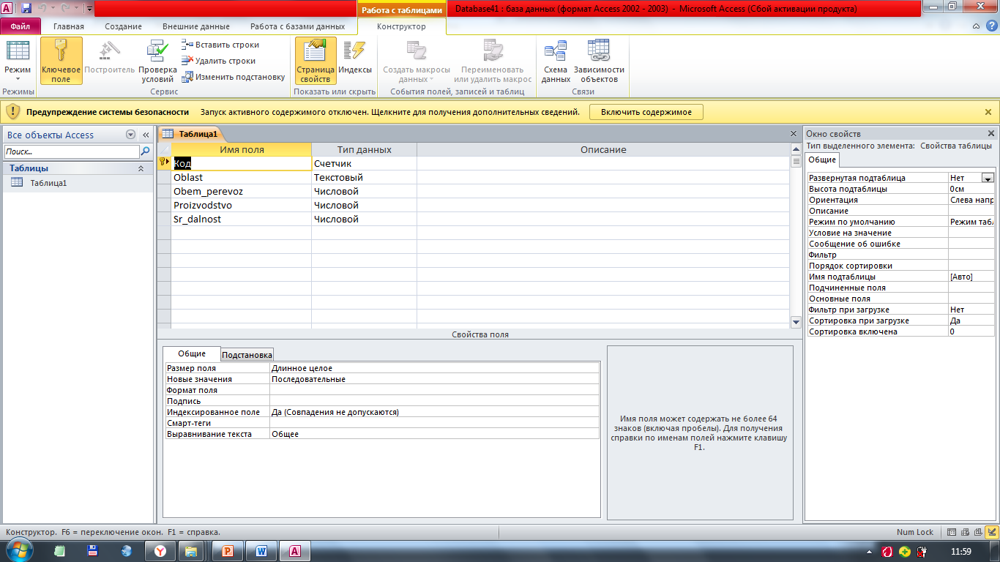 Работа с таблицами
Database41 : база данных (формат Access 2002 - 2003) - Microsoft Access (Сбой активации продукта)
Файл
Главная
Создание
Внешние данные
Работа с базами данных
Конструктор
Режим
Ключевое поле
Построитель
Проверка условий
Вставить строки
Удалить строки
Изменить подстановку
Страница свойств
Индексы
Создать макросы данных
Переименовать или удалить макрос
Схема данных
Зависимости объектов
Режимы
Сервис
Показать или скрыть
События полей, записей и таблиц
Связи
Предупреждение системы безопасности Запуск активного содержимого отключен. Щелкните для получения дополнительных сведений. Включить содержимое
Все объекты Access
Поиск...
Таблицы
Таблица1
Таблица1
Имя поля Тип данных Описание
Код Счетчик
Oblast Текстовый
Obem_perevoz Числовой
Proizvodstvo Числовой
Sr_dalnost Числовой
Свойства поля
Общие Подстановка
Размер поля Длинное целое
Новые значения Последовательные
Формат поля
Подпись
Индексированное поле Да (Совпадения не допускаются)
Смарт-теги
Выравнивание текста Общее
Имя поля может содержать не более 64
знаков (включая пробелы). Для получения
справки по именам полей нажмите клавишу
F1.
Окно свойств
Тип выделенного элемента: Свойства таблицы
Общие
Развернутая подтаблица Нет
Высота подтаблицы 0см
Ориентация Слева напр
Описание
Режим по умолчанию Режим табл
Условие на значение
Сообщение об ошибке
Фильтр
Порядок сортировки
Имя подтаблицы [Авто]
Подчиненные поля
Основные поля
Фильтр при загрузке Нет
Сортировка при загрузке Да
Сортировка включена 0
Конструктор. F6 = переключение окон. F1 = справка.
Num Lock
11:59